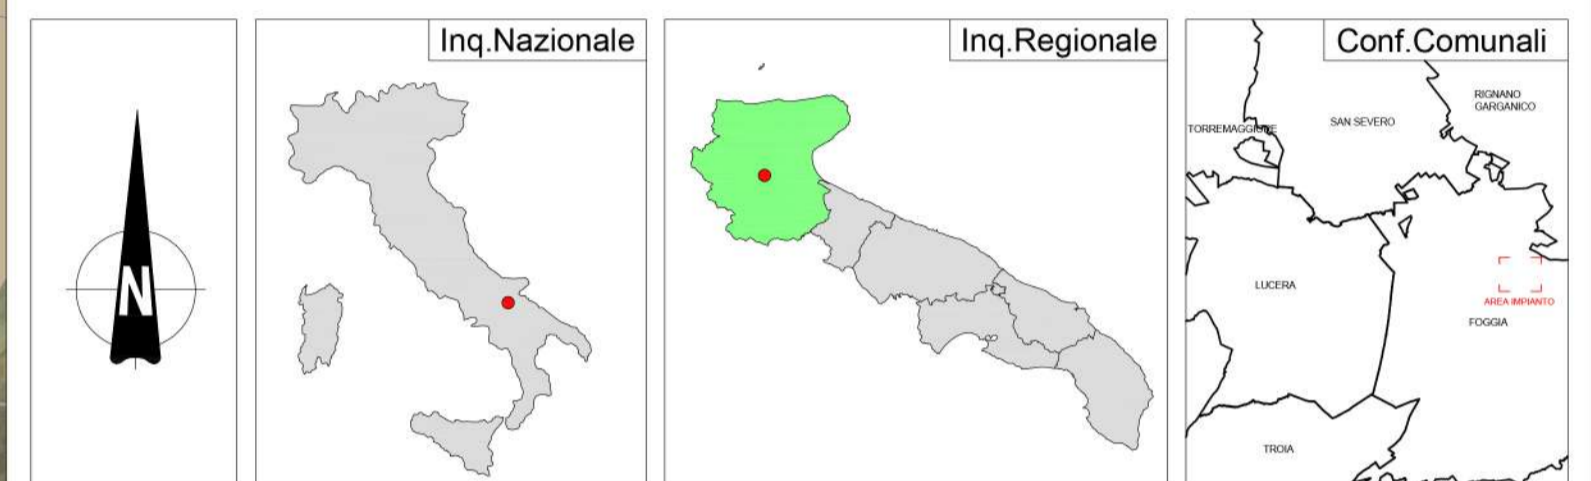 N
Inq.Nazionale
Inq.Regionale
Conf.Comunali
RIGNANO
GARGANICO
SAN SEVERO
TORREMAGGIORE
LUCERA
AREA IMPIANTO
FOGGIA
TROIA